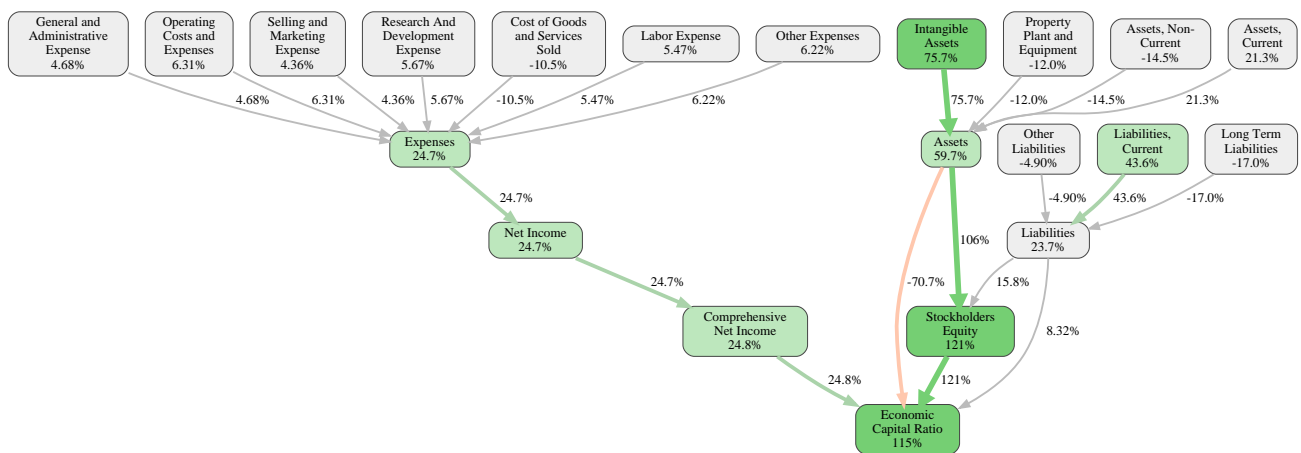 General and
Administrative
Expense
4.68%
Operating
Costs and
Expenses
6.31%
Selling and
Marketing
Expense
4.36%
Research And
Development
Expense
5.67%
Cost of Goods
and Services
Sold
-10.5%
Labor Expense
5.47%
Other Expenses
6.22%
Intangible
Assets
75.7%
Property
Plant and
Equipment
-12.0%
Assets, Non-
Current
-14.5%
Assets,
Current
21.3%
4.68%
6.31%
4.36%
5.67%
-10.5%
5.47%
6.22%
75.7%
-12.0%
-14.5%
21.3%
Expenses
24.7%
Assets
59.7%
Other
Liabilities
-4.90%
Liabilities,
Current
43.6%
Long Term
Liabilities
-17.0%
24.7%
-4.90%
43.6%
-17.0%
Net Income
24.7%
106%
Liabilities
23.7%
24.7%
-70.7%
15.8%
Comprehensive
Net Income
24.8%
Stockholders
Equity
121%
8.32%
24.8%
121%
Economic
Capital Ratio
115%